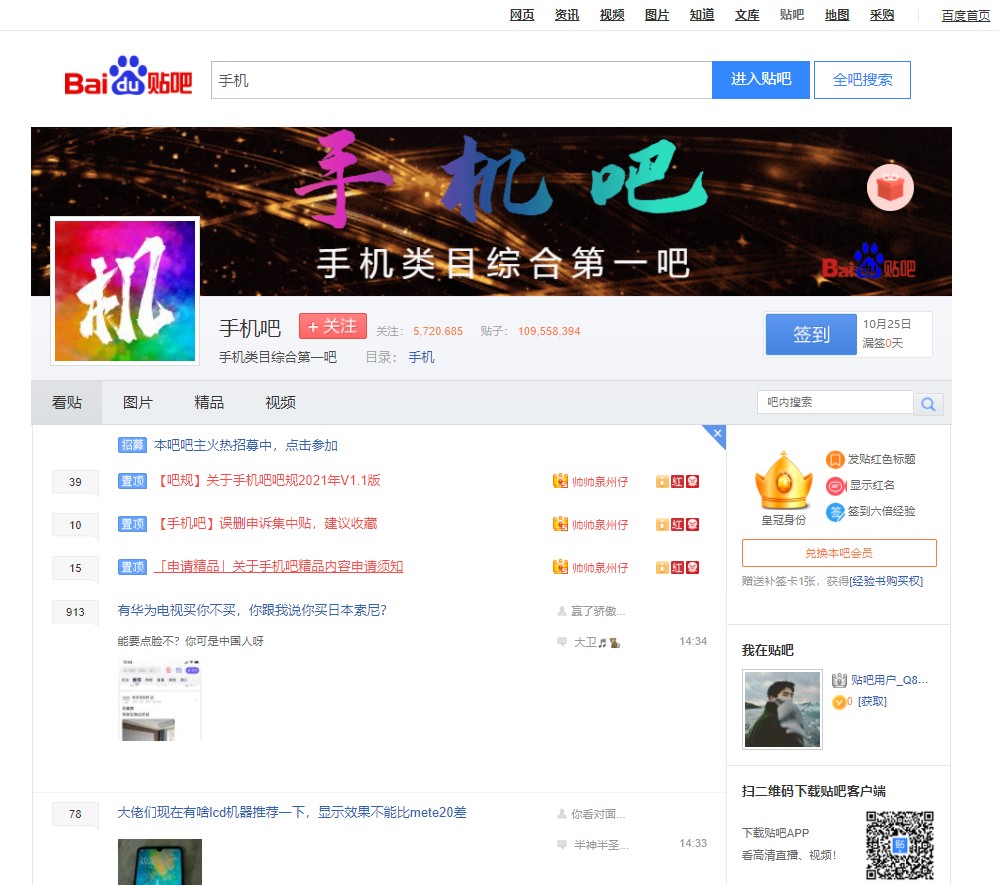 网页 资讯 视频 图片 知道 文库 贴吧 地图 采购 百度首页
Bai du 贴吧
手机
进入贴吧 全吧搜索
手机吧
手机类目综合第一吧
Bai du 贴吧
机
手机吧 + 关注 关注： 5,720,685 贴子： 109,558,394
手机类目综合第一吧 目录： 手机
签到
10月25日
漏签0天
看贴 图片 精品 视频 吧内搜索
招募 本吧吧主火热招募中，点击参加
39 置顶 【吧规】关于手机吧吧规2021年V1.1版 帅帅泉州仔 红
10 置顶 【手机吧】误删申诉集中贴，建议收藏 帅帅泉州仔 红
15 置顶 「申请精品」关于手机吧精品内容申请须知 帅帅泉州仔 红
913 有华为电视买你不买，你跟我说你买日本索尼？ 赢了骄傲...
能要点脸不？你可是中国人呀 大卫 14:34
78 大佬们现在有啥lcd机器推荐一下，显示效果不能比mete20差 你看对面...
半神半圣... 14:33
皇冠身份
发贴红色标题
显示红名
签 签到六倍经验
兑换本吧会员
赠送补签卡1张，获得[经验书购买权]
我在贴吧
贴吧用户_Q8...
0 [获取]
扫二维码下载贴吧客户端
下载贴吧APP
看高清直播、视频！
贴